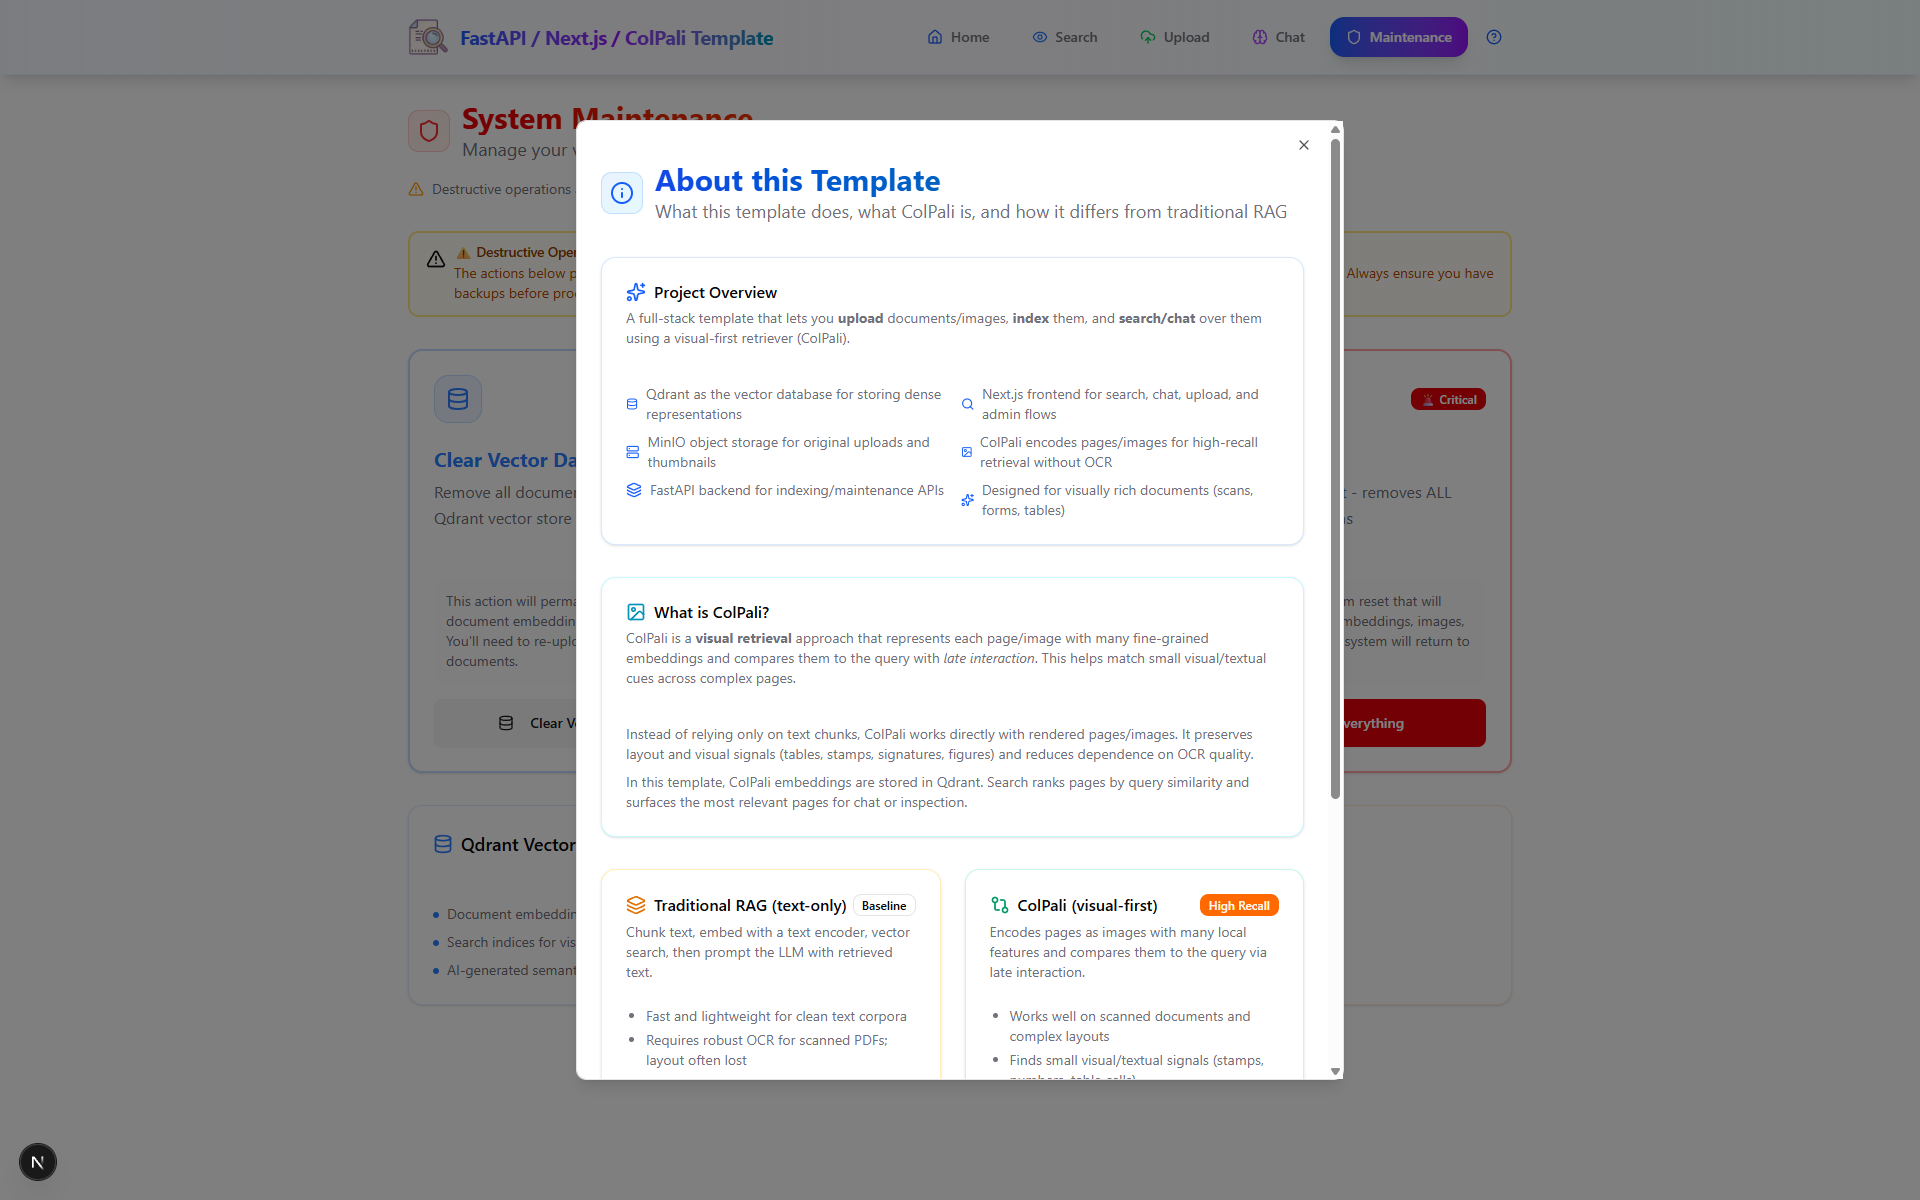 FastAPI / Next.js / ColPali Template
Home
Search
Upload
Chat
Maintenance
System Maintenance
Manage your
Destructive operations
⚠ Destructive Oper
The actions below p
backups before pro
Always ensure you have
Clear Vector Da
Remove all documen
Qdrant vector store
This action will perma
document embeddin
You'll need to re-uplo
documents.
Clear Ve
Critical
t - removes ALL
s
m reset that will
mbeddings, images,
system will return to
verything
Qdrant Vector
Document embeddin
Search indices for vis
AI-generated semant
About this Template
What this template does, what ColPali is, and how it differs from traditional RAG
Project Overview
A full-stack template that lets you upload documents/images, index them, and search/chat over them
using a visual-first retriever (ColPali).
Qdrant as the vector database for storing dense
representations
MinIO object storage for original uploads and
thumbnails
FastAPI backend for indexing/maintenance APIs
Next.js frontend for search, chat, upload, and
admin flows
ColPali encodes pages/images for high-recall
retrieval without OCR
Designed for visually rich documents (scans,
forms, tables)
What is ColPali?
ColPali is a visual retrieval approach that represents each page/image with many fine-grained
embeddings and compares them to the query with late interaction. This helps match small visual/textual
cues across complex pages.
Instead of relying only on text chunks, ColPali works directly with rendered pages/images. It preserves
layout and visual signals (tables, stamps, signatures, figures) and reduces dependence on OCR quality.
In this template, ColPali embeddings are stored in Qdrant. Search ranks pages by query similarity and
surfaces the most relevant pages for chat or inspection.
Traditional RAG (text-only)
Baseline
Chunk text, embed with a text encoder, vector
search, then prompt the LLM with retrieved
text.
• Fast and lightweight for clean text corpora
• Requires robust OCR for scanned PDFs;
layout often lost
ColPali (visual-first)
High Recall
Encodes pages as images with many local
features and compares them to the query via
late interaction.
• Works well on scanned documents and
complex layouts
• Finds small visual/textual signals (stamps,
numbers, table cells)
N